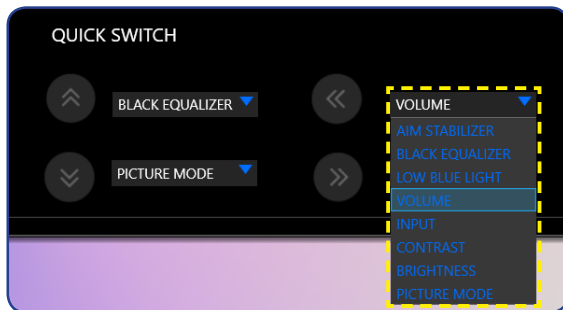 QUICK SWITCH
BLACK EQUALIZER
PICTURE MODE
VOLUME
AIM STABILIZER
BLACK EQUALIZER
LOW BLUE LIGHT
VOLUME
INPUT
CONTRAST
BRIGHTNESS
PICTURE MODE